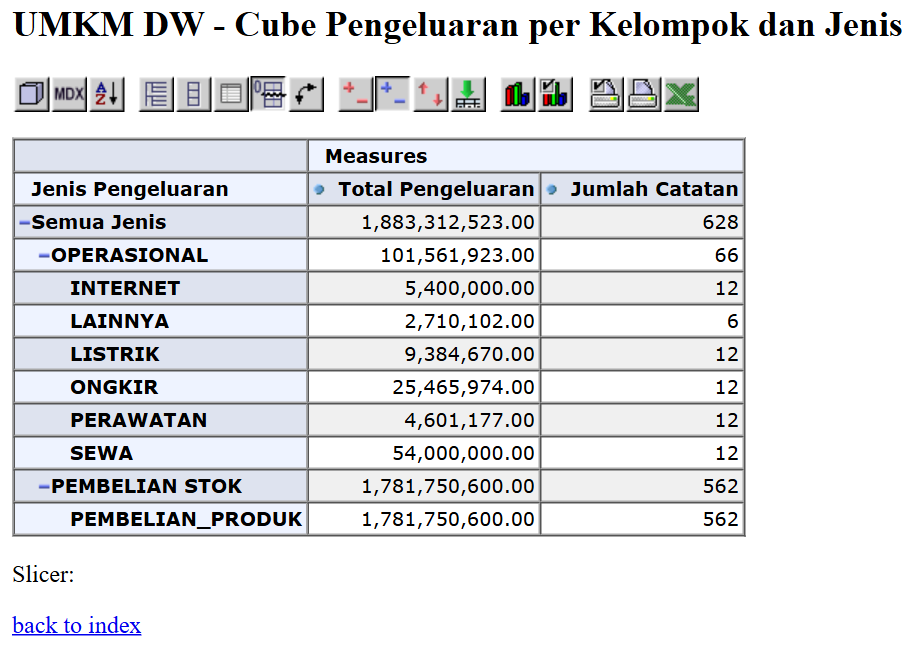 UMKM DW - Cube Pengeluaran per Kelompok dan Jenis
MDX
Measures
Jenis Pengeluaran Total Pengeluaran Jumlah Catatan
Semua Jenis 1,883,312,523.00 628
OPERASIONAL 101,561,923.00 66
INTERNET 5,400,000.00 12
LAINNYA 2,710,102.00 6
LISTRIK 9,384,670.00 12
ONGKIR 25,465,974.00 12
PERAWATAN 4,601,177.00 12
SEWA 54,000,000.00 12
PEMBELIAN STOK 1,781,750,600.00 562
PEMBELIAN_PRODUK 1,781,750,600.00 562
Slicer:
back to index